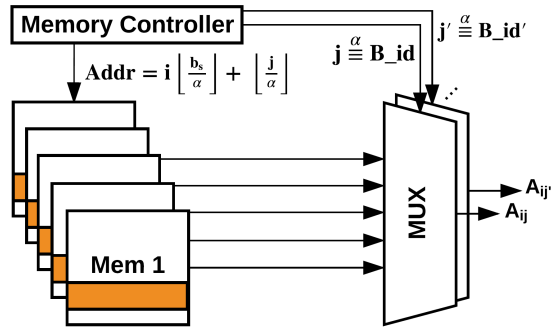 Memory Controller
j' ≡^α B_id'
j ≡^α B_id
Addr = i ⌊b_s/α⌋ + ⌊j/α⌋
...
MUX
A_ij'
A_ij
Mem 1